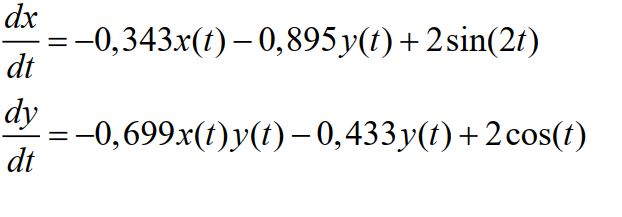 dx/dt = -0,343x(t) - 0,895y(t) + 2sin(2t)
dy/dt = -0,699x(t)y(t) - 0,433y(t) + 2cos(t)